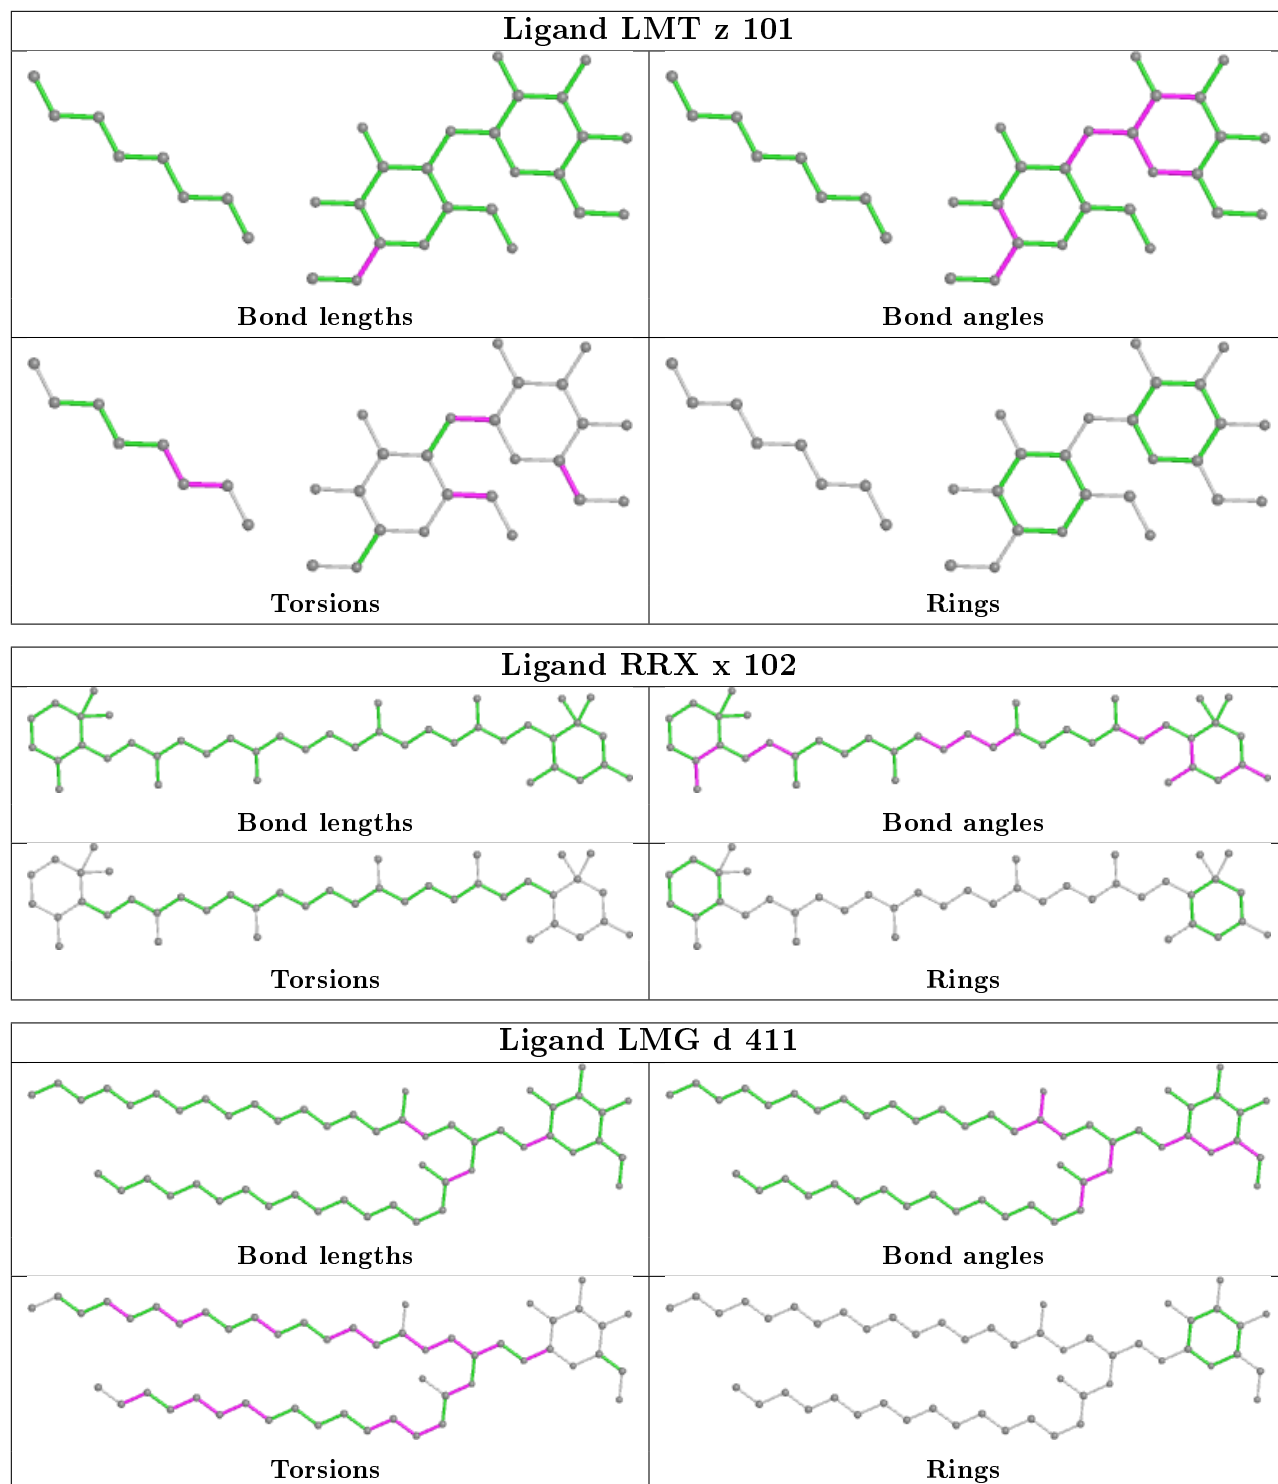 Ligand LMT z 101
Bond lengths
Bond angles
Torsions
Rings
Ligand RRX x 102
Bond lengths
Bond angles
Torsions
Rings
Ligand LMG d 411
Bond lengths
Bond angles
Torsions
Rings